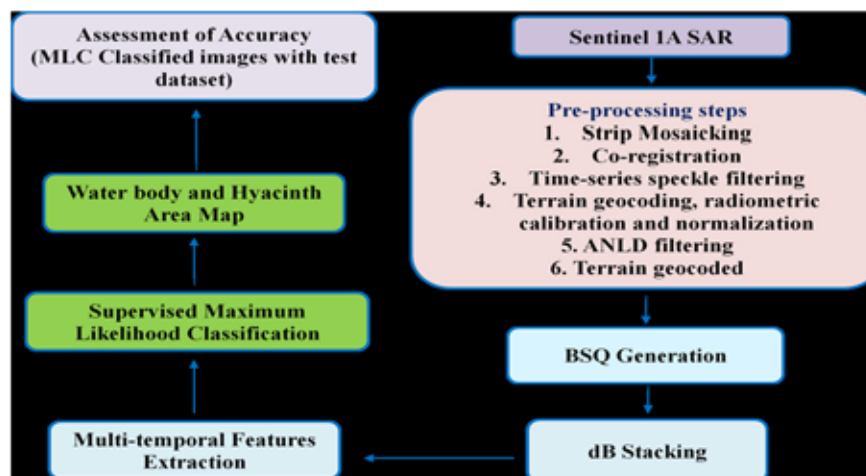 Sentinel 1A SAR
Pre-processing steps
1. Strip Mosaicking
2. Co-registration
3. Time-series speckle filtering
4. Terrain geocoding, radiometric
calibration and normalization
5. ANLD filtering
6. Terrain geocoded
BSQ Generation
dB Stacking
Multi-temporal Features
Extraction
Supervised Maximum
Likelihood Classification
Water body and Hyacinth
Area Map
Assessment of Accuracy
(MLC Classified images with test
dataset)